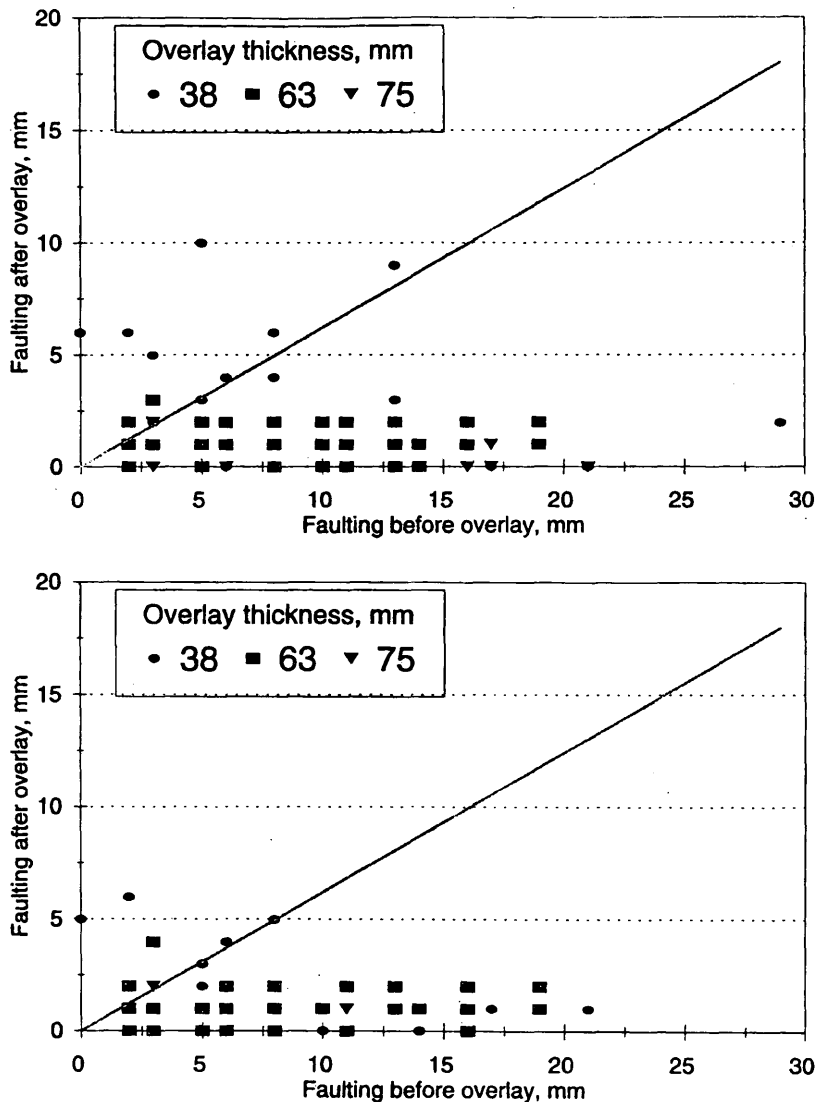 20
Overlay thickness, mm
38 63 75
15
10
5
0
Faulting after overlay, mm
0 5 10 15 20 25 30
Faulting before overlay, mm
20
Overlay thickness, mm
38 63 75
15
10
5
0
Faulting after overlay, mm
0 5 10 15 20 25 30
Faulting before overlay, mm